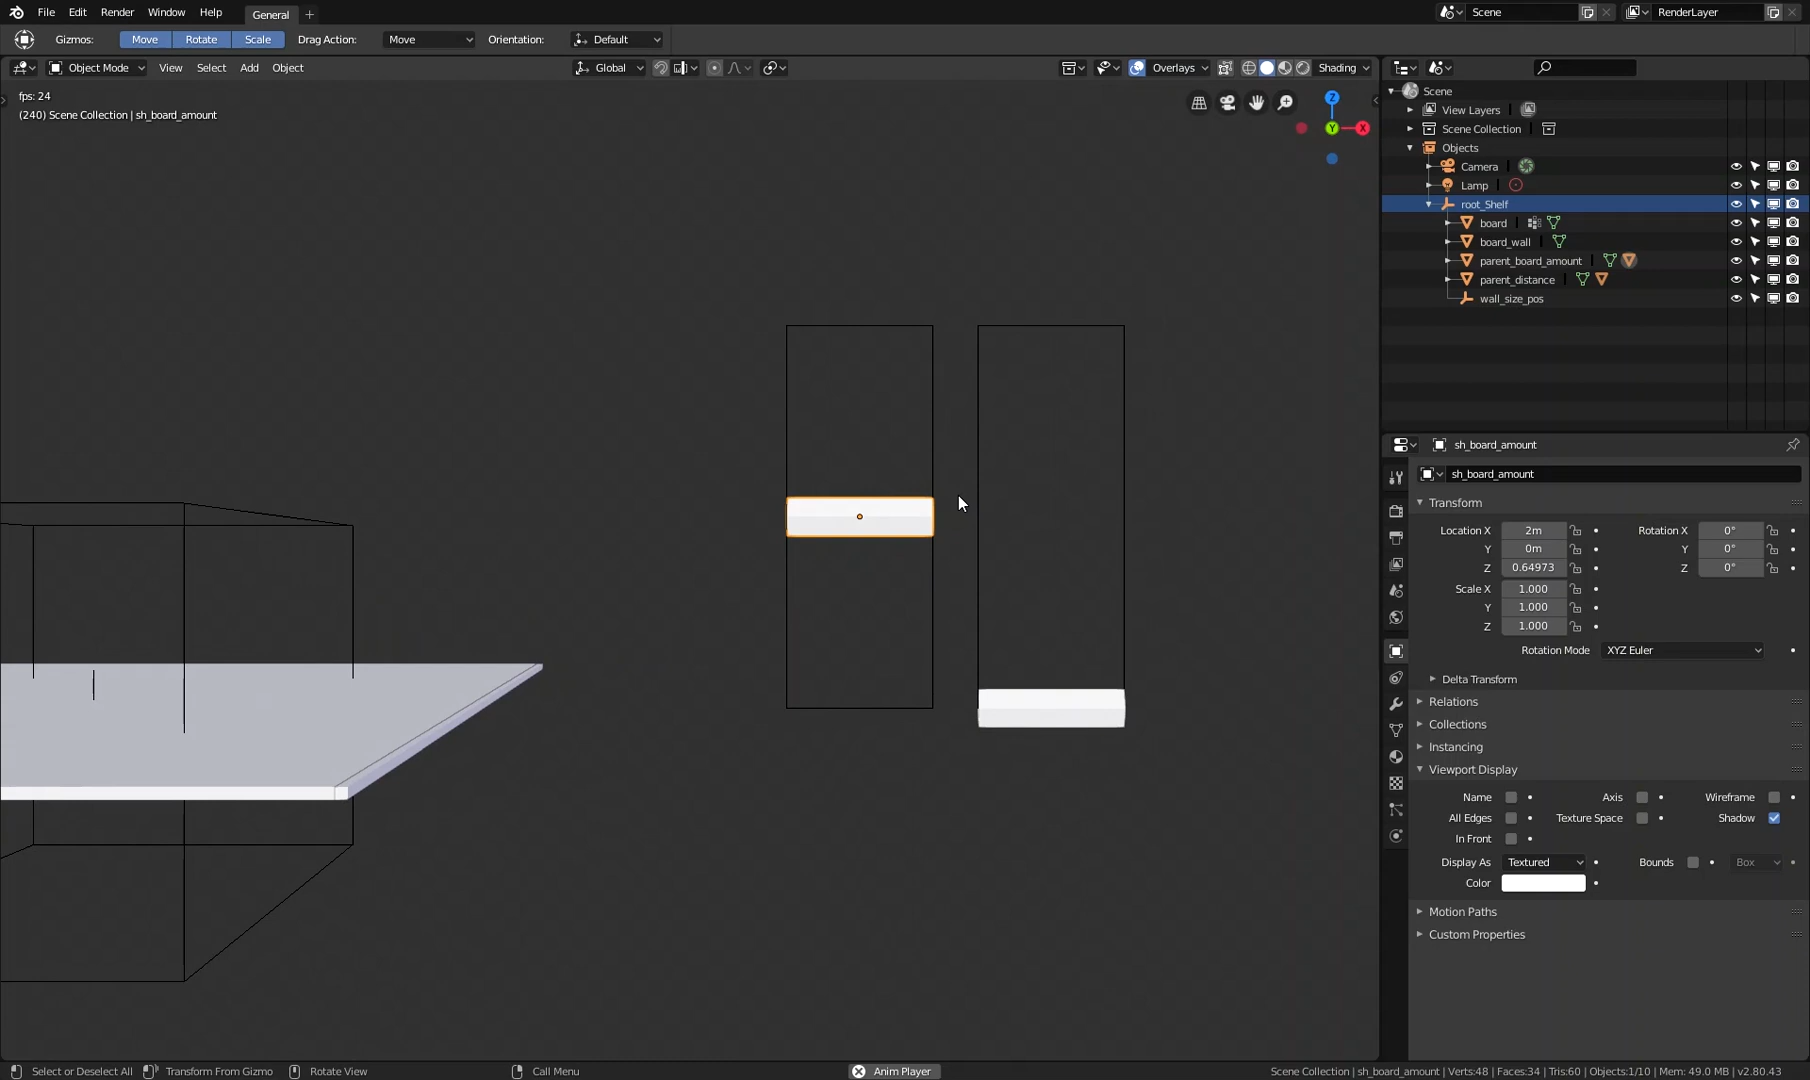 File Edit Render Window Help General + Scene RenderLayer
Gizmos: Move Rotate Scale Drag Action: Move Orientation: Default
Object Mode View Select Add Object Global Overlays Shading
fps: 24
(240) Scene Collection | sh_board_amount
Z
Y
X
Scene
View Layers
Scene Collection
Objects
Camera
Lamp
root_Shelf
board
board_wall
parent_board_amount
parent_distance
wall_size_pos
sh_board_amount
sh_board_amount
Transform
Location X 2m Rotation X 0°
Y 0m Y 0°
Z 0.64973 Z 0°
Scale X 1.000
Y 1.000
Z 1.000
Rotation Mode XYZ Euler
Delta Transform
Relations
Collections
Instancing
Viewport Display
Name Axis Wireframe
All Edges Texture Space Shadow
In Front
Display As Textured Bounds Box
Color
Motion Paths
Custom Properties
Select or Deselect All Transform From Gizmo Rotate View Call Menu Anim Player Scene Collection | sh_board_amount | Verts:48 | Faces:34 | Tris:60 | Objects:1/10 | Mem: 49.0 MB | v2.80.43